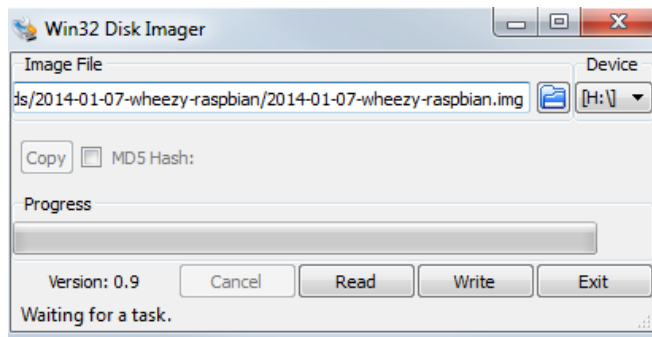 Win32 Disk Imager
Image File Device
ds/2014-01-07-wheezy-raspbian/2014-01-07-wheezy-raspbian.img [H:\]
Copy MD5 Hash:
Progress
Version: 0.9 Cancel Read Write Exit
Waiting for a task.